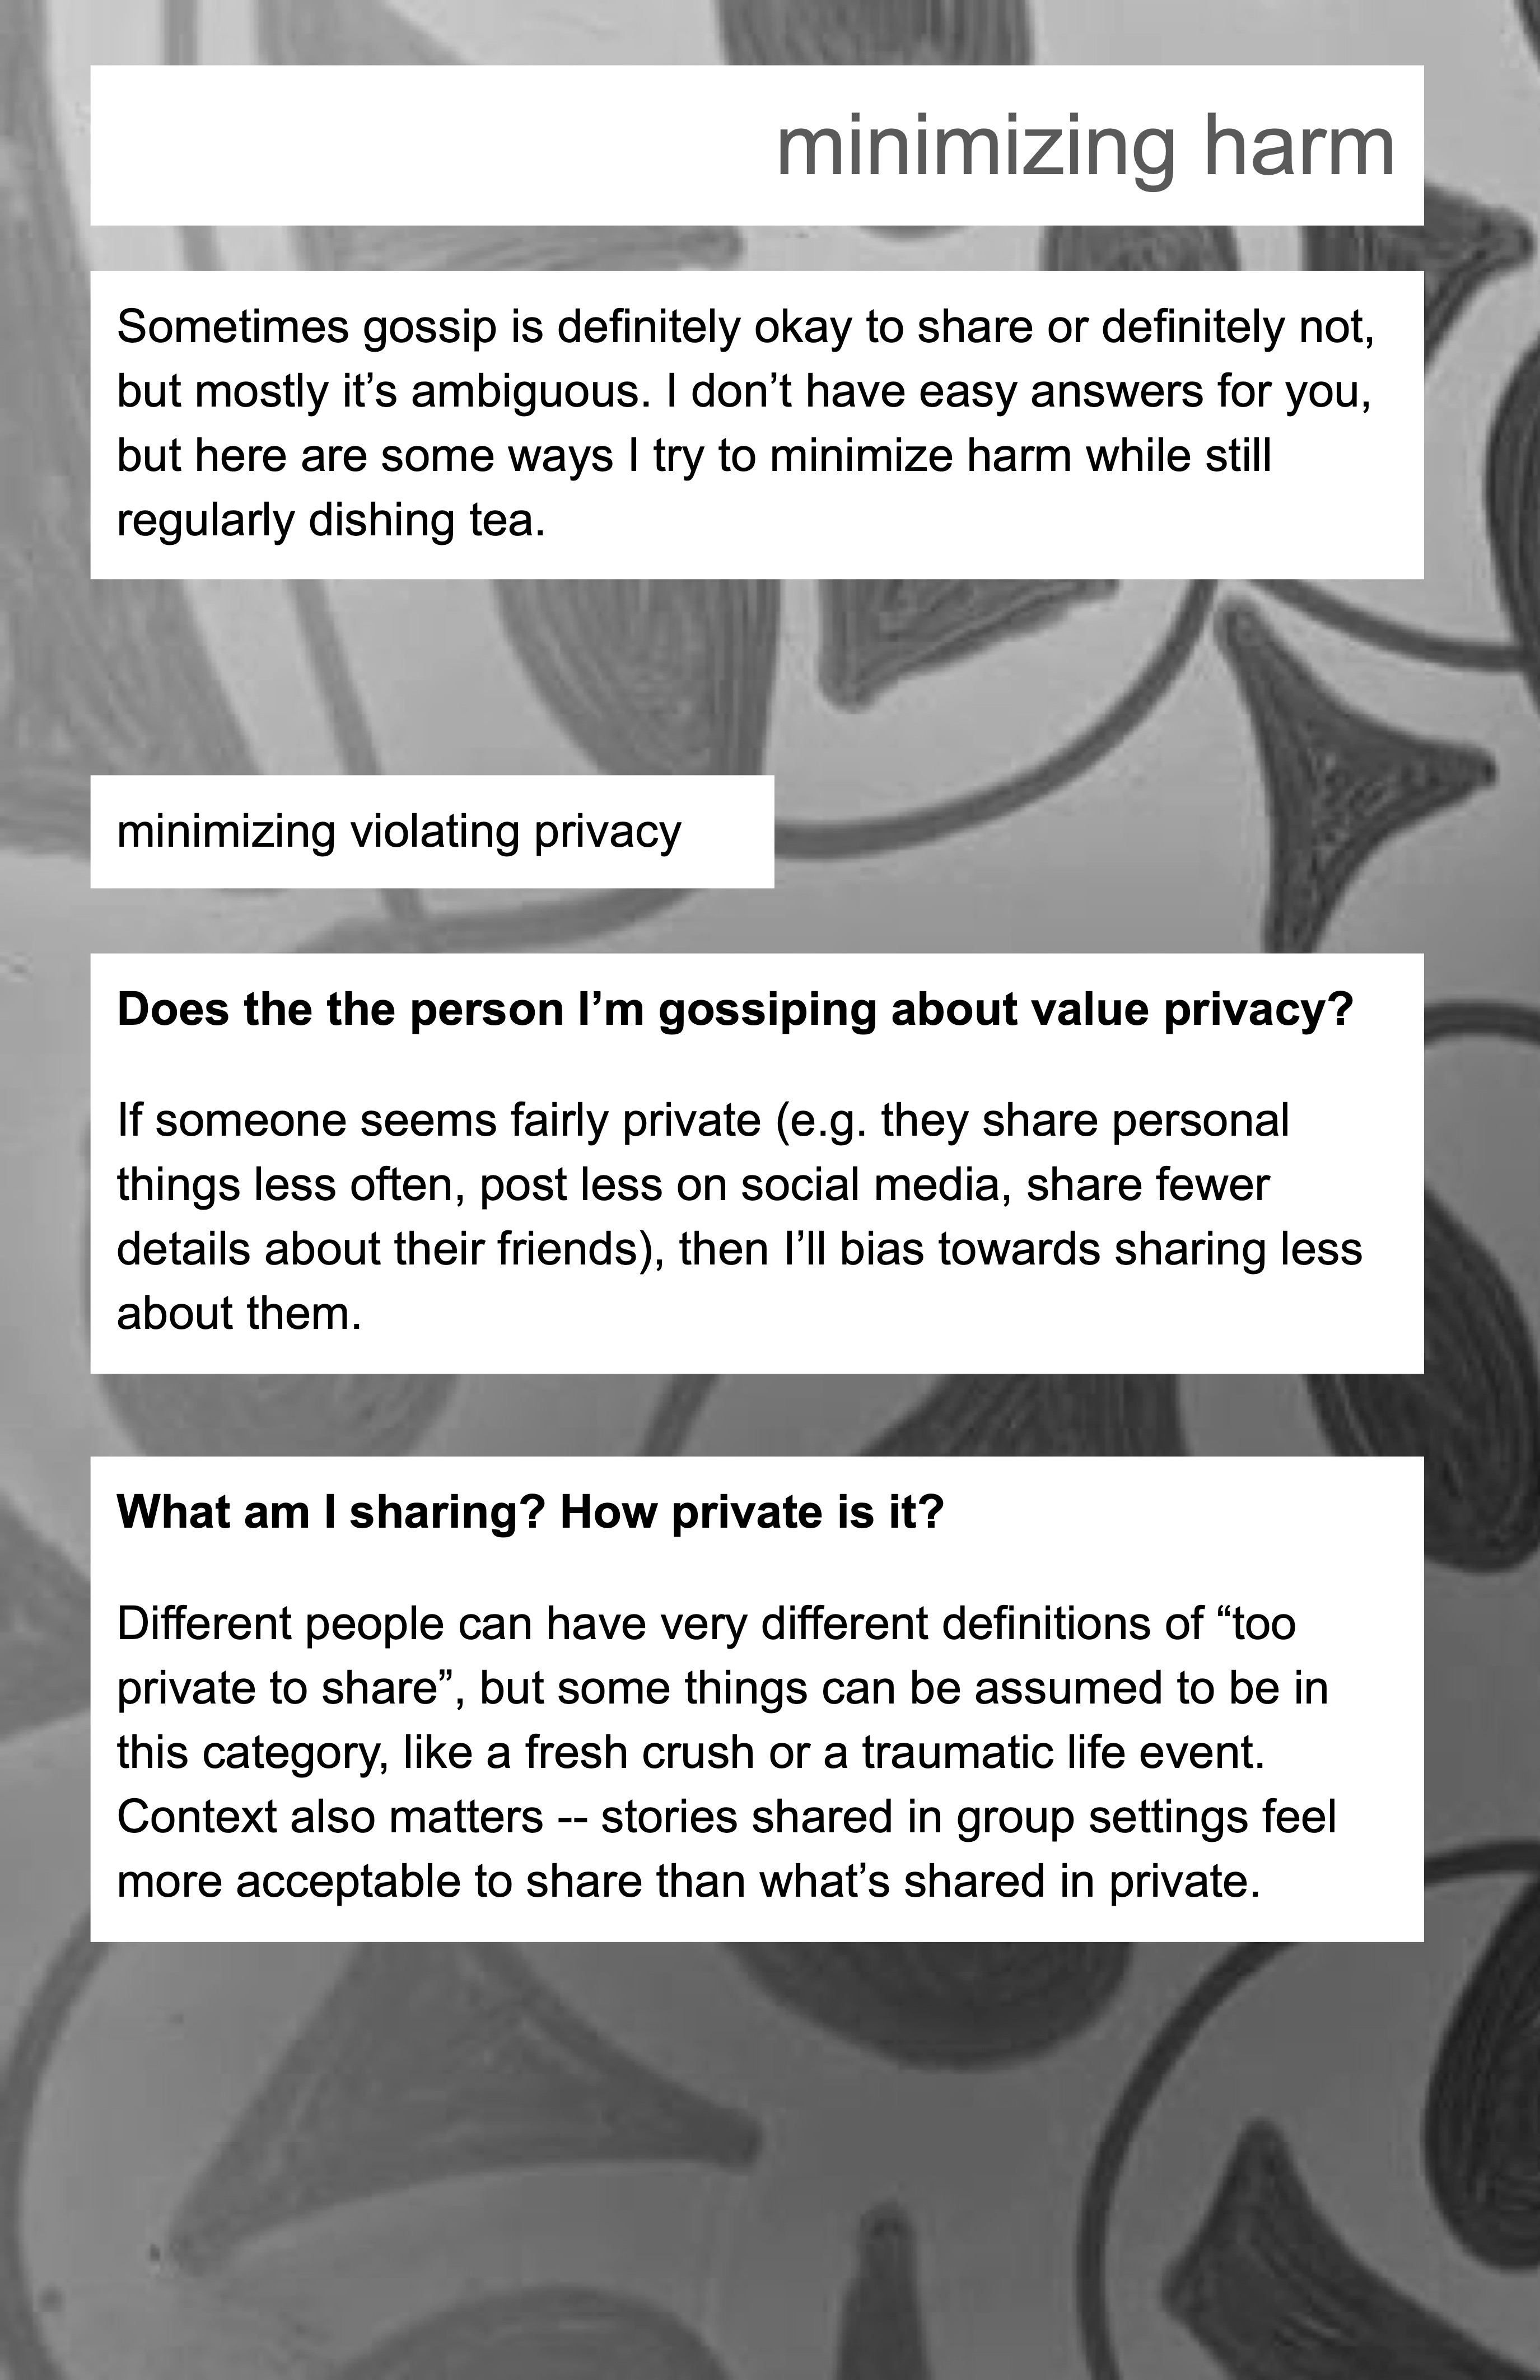 minimizing harm
Sometimes gossip is definitely okay to share or definitely not,
but mostly it’s ambiguous. I don’t have easy answers for you,
but here are some ways I try to minimize harm while still
regularly dishing tea.
minimizing violating privacy
Does the the person I’m gossiping about value privacy?
If someone seems fairly private (e.g. they share personal
things less often, post less on social media, share fewer
details about their friends), then I’ll bias towards sharing less
about them.
What am I sharing? How private is it?
Different people can have very different definitions of “too
private to share”, but some things can be assumed to be in
this category, like a fresh crush or a traumatic life event.
Context also matters -- stories shared in group settings feel
more acceptable to share than what’s shared in private.